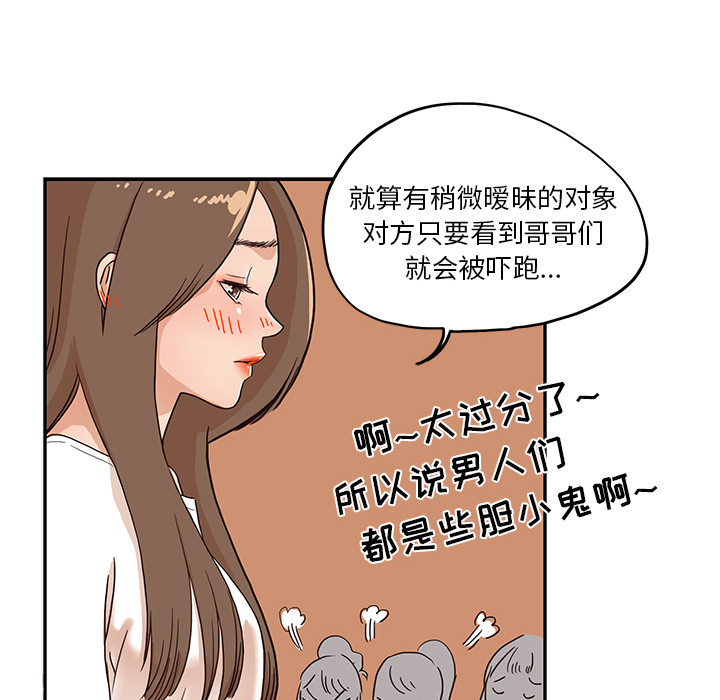 就算有稍微暧昧的对象
对方只要看到哥哥们
就会被吓跑...
啊~太过分了~
所以说男人们
都是些胆小鬼啊~